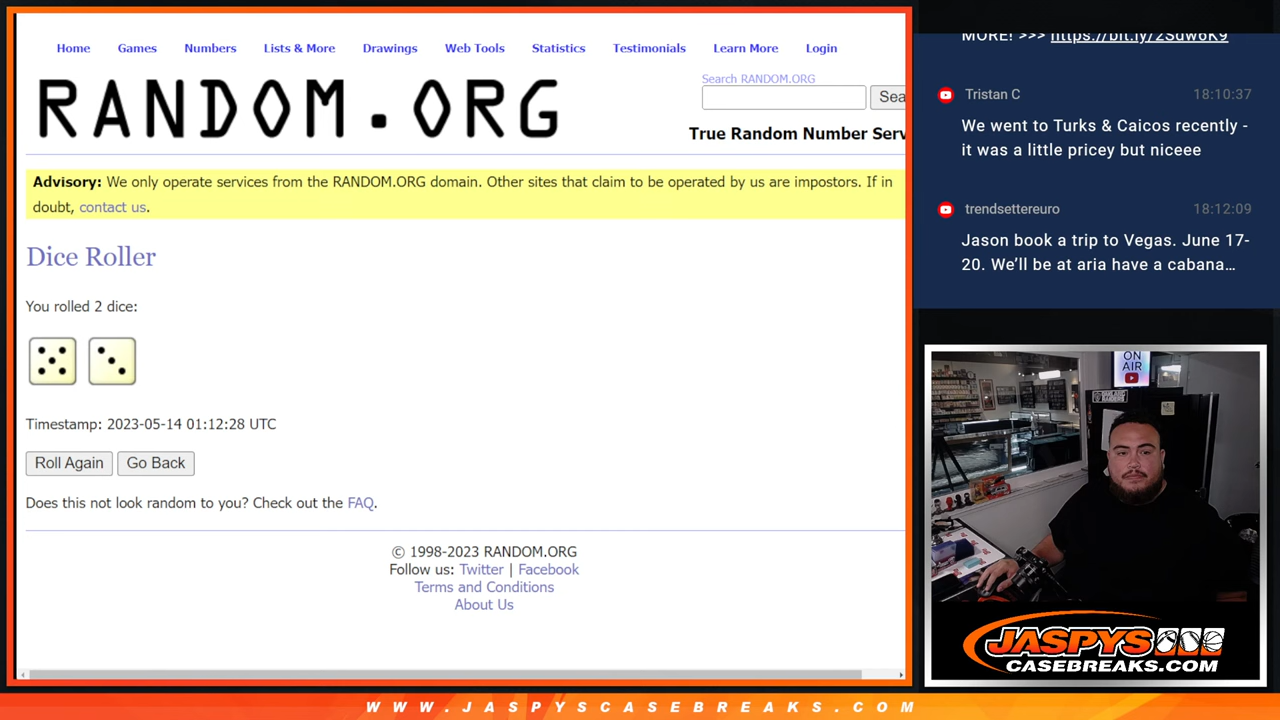 Home Games Numbers Lists & More Drawings Web Tools Statistics Testimonials Learn More Login
RANDOM.ORG
Search RANDOM.ORG
Sea
True Random Number Serv
Advisory: We only operate services from the RANDOM.ORG domain. Other sites that claim to be operated by us are impostors. If in
doubt, contact us.
Dice Roller
You rolled 2 dice:
Timestamp: 2023-05-14 01:12:28 UTC
Roll Again Go Back
Does this not look random to you? Check out the FAQ.
© 1998-2023 RANDOM.ORG
Follow us: Twitter | Facebook
Terms and Conditions
About Us
MORE! >>> https://bit.ly/2Sdw6K9
Tristan C 18:10:37
We went to Turks & Caicos recently -
it was a little pricey but niceee
trendsettereuro 18:12:09
Jason book a trip to Vegas. June 17-
20. We'll be at aria have a cabana…
ON
AIR
JASPYS
CASEBREAKS.COM
WWW.JASPYSCASEBREAKS.COM